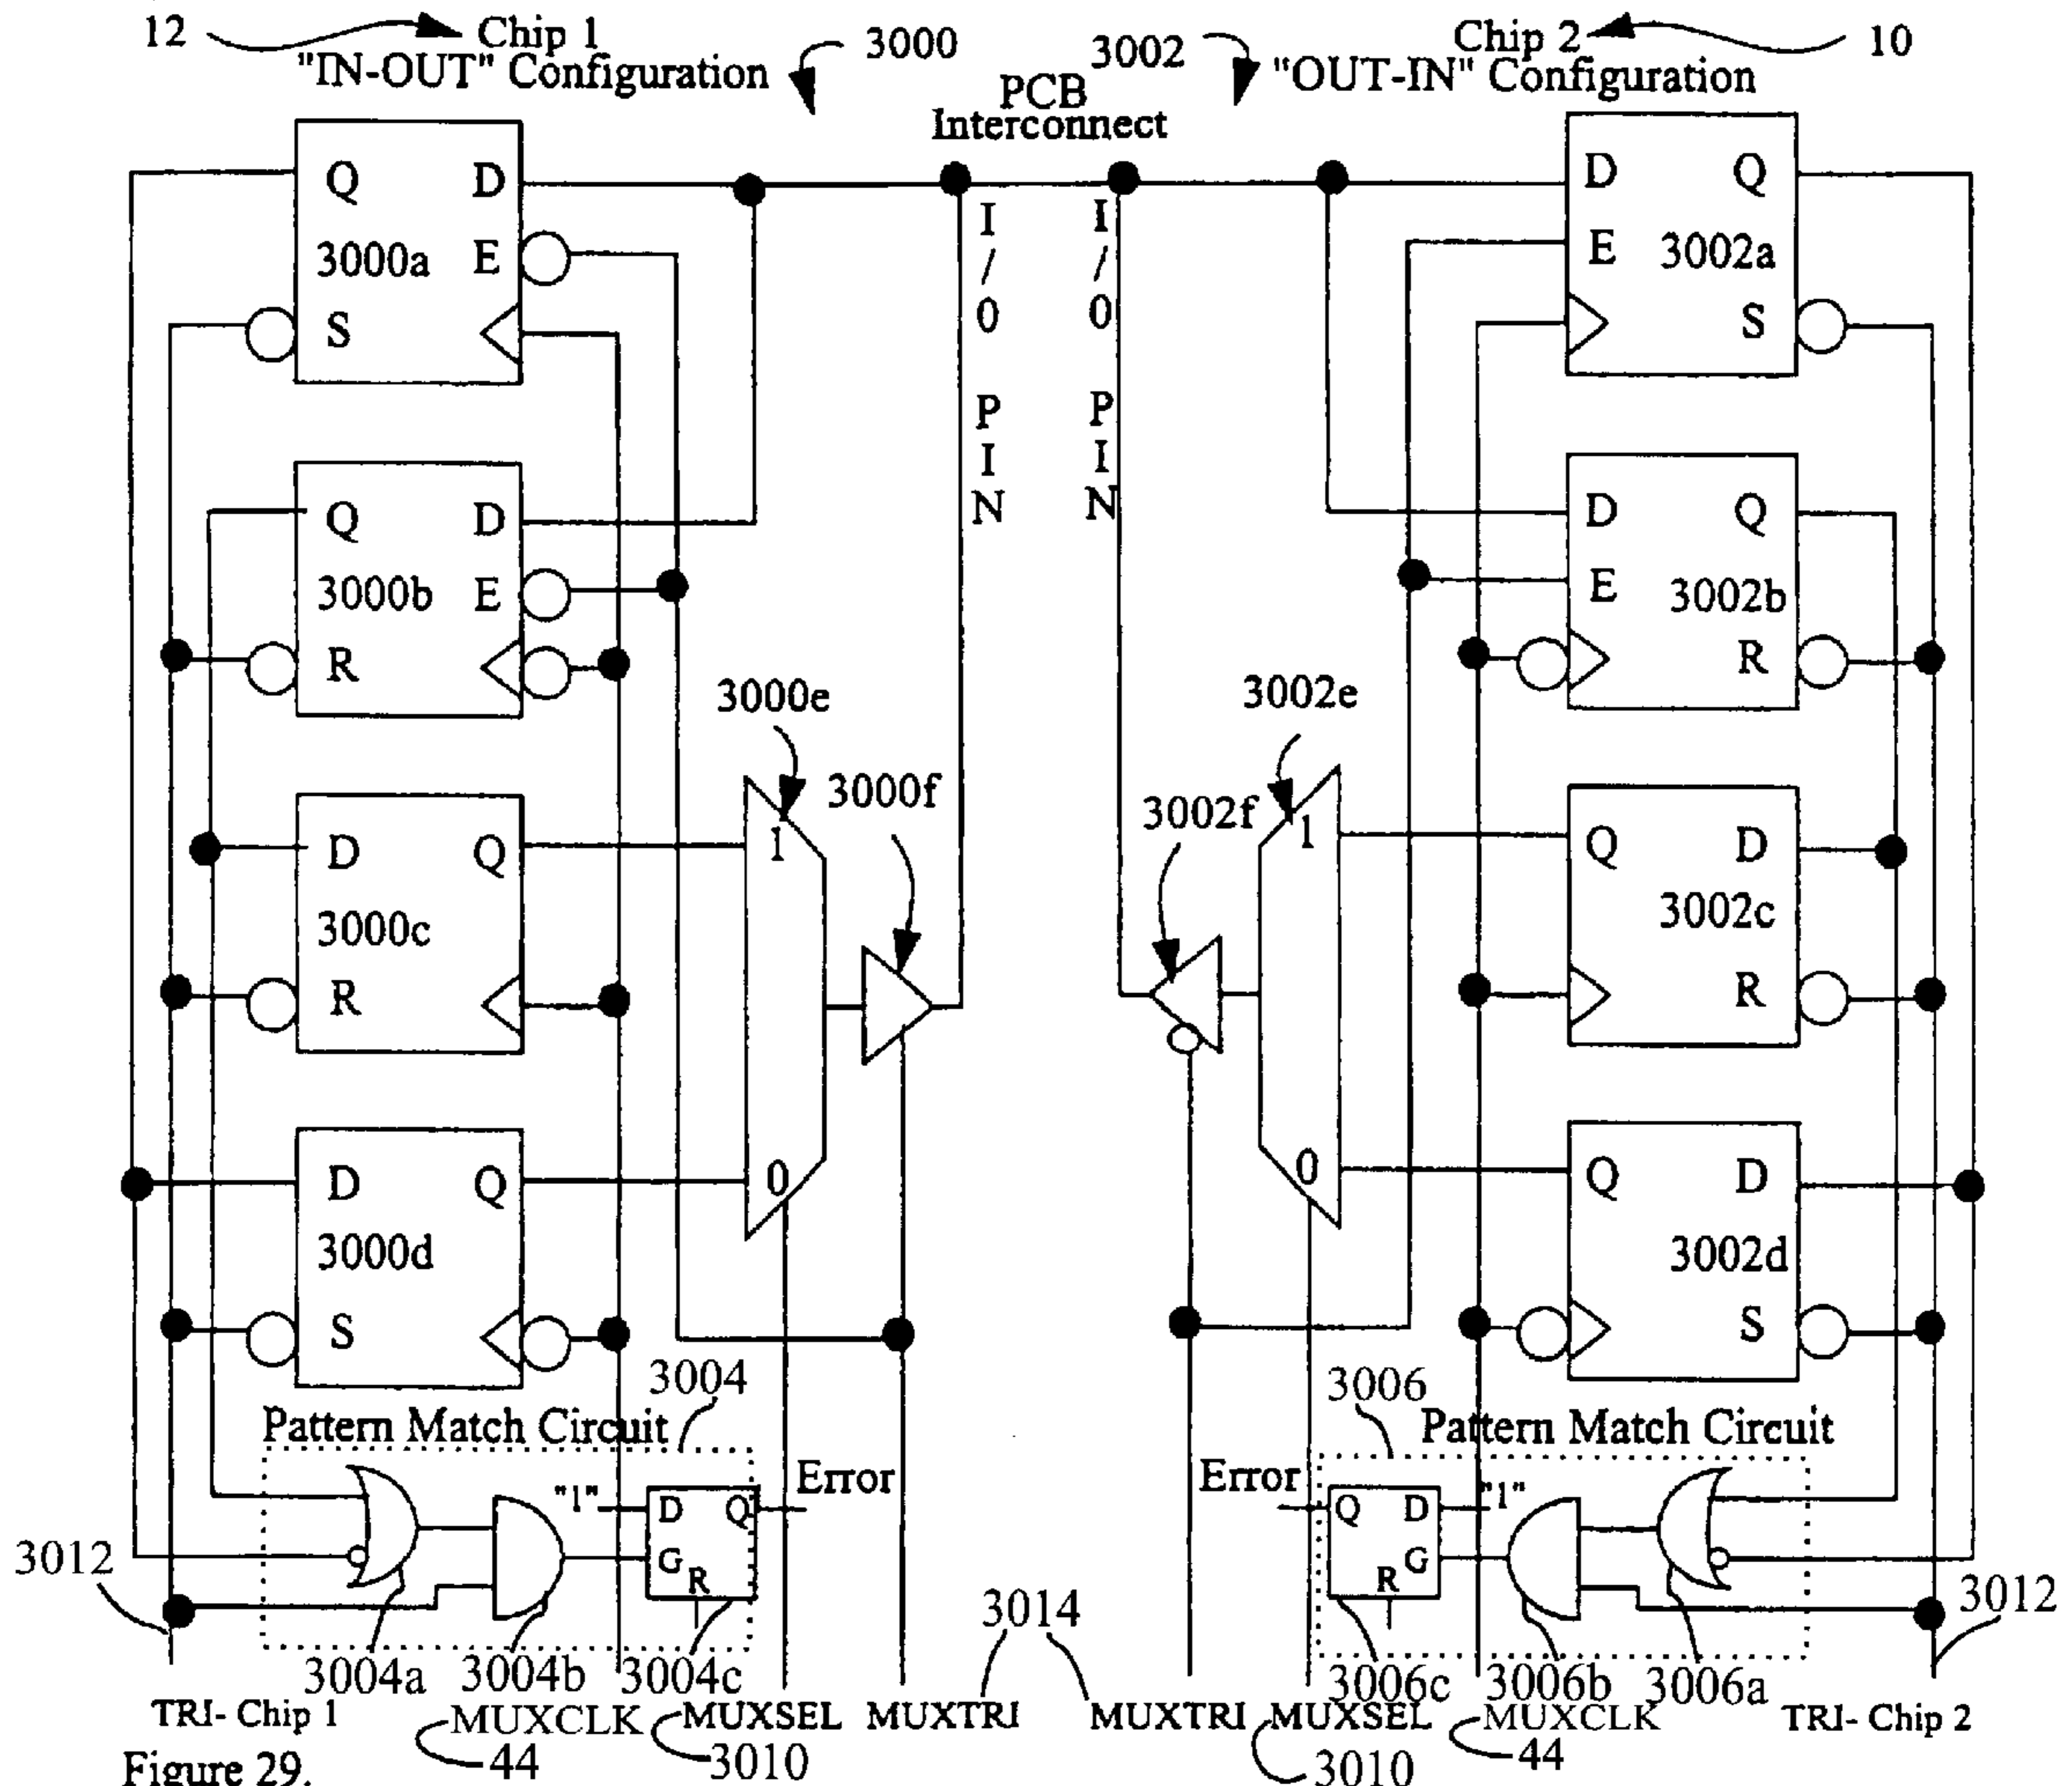 12
Chip 1
"IN-OUT" Configuration
3000
3002
PCB
Interconnect
Chip 2
"OUT-IN" Configuration
10
Q D
3000a E
S
I/0 PIN
I/0 PIN
D Q
E 3002a
S
Q D
3000b E
R
D Q
E 3002b
R
3000e
3000f
3002e
3002f
D Q
3000c
R
1
1
Q D
3002c
R
D Q
3000d
S
0
0
Q D
3002d
S
3004
Pattern Match Circuit
"1"
D Q
G
R
Error
3006
Pattern Match Circuit
Error
Q D
G
R
"1"
3012
3012
3004a
3004b
3004c
3014
3006c
3006b
3006a
TRI- Chip 1
MUXCLK
MUXSEL
MUXTRI
MUXTRI
MUXSEL
MUXCLK
TRI- Chip 2
44
3010
3010
44
Figure 29.